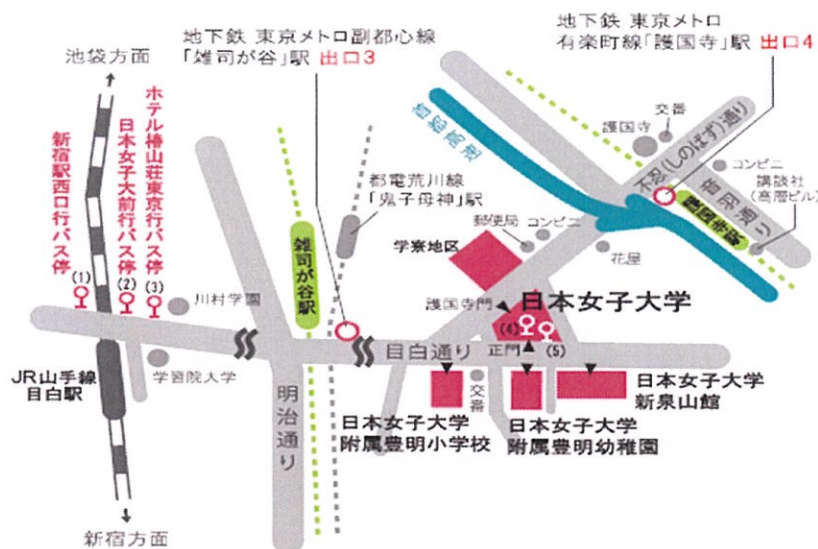 池袋方面
地下鉄 東京メトロ副都心線
「雑司が谷」駅 出口3
地下鉄 東京メトロ
有楽町線「護国寺」駅 出口4
ホテル椿山荘東京行バス停
日本女子大前行バス停
新宿駅西口行バス停
(1)
(2)
(3)
首都高速
護国寺
交番
不忍(しのばず)通り
コンビニ
音羽通り
講談社
(高層ビル)
護国寺駅
都電荒川線
「鬼子母神」駅
雑司が谷駅
郵便局
コンビニ
学寮地区
花屋
川村学園
護国寺門
日本女子大学
(4)
(5)
目白通り
正門
JR山手線
目白駅
学習院大学
明治通り
交番
日本女子大学
附属豊明小学校
日本女子大学
附属豊明幼稚園
日本女子大学
新泉山館
新宿方面